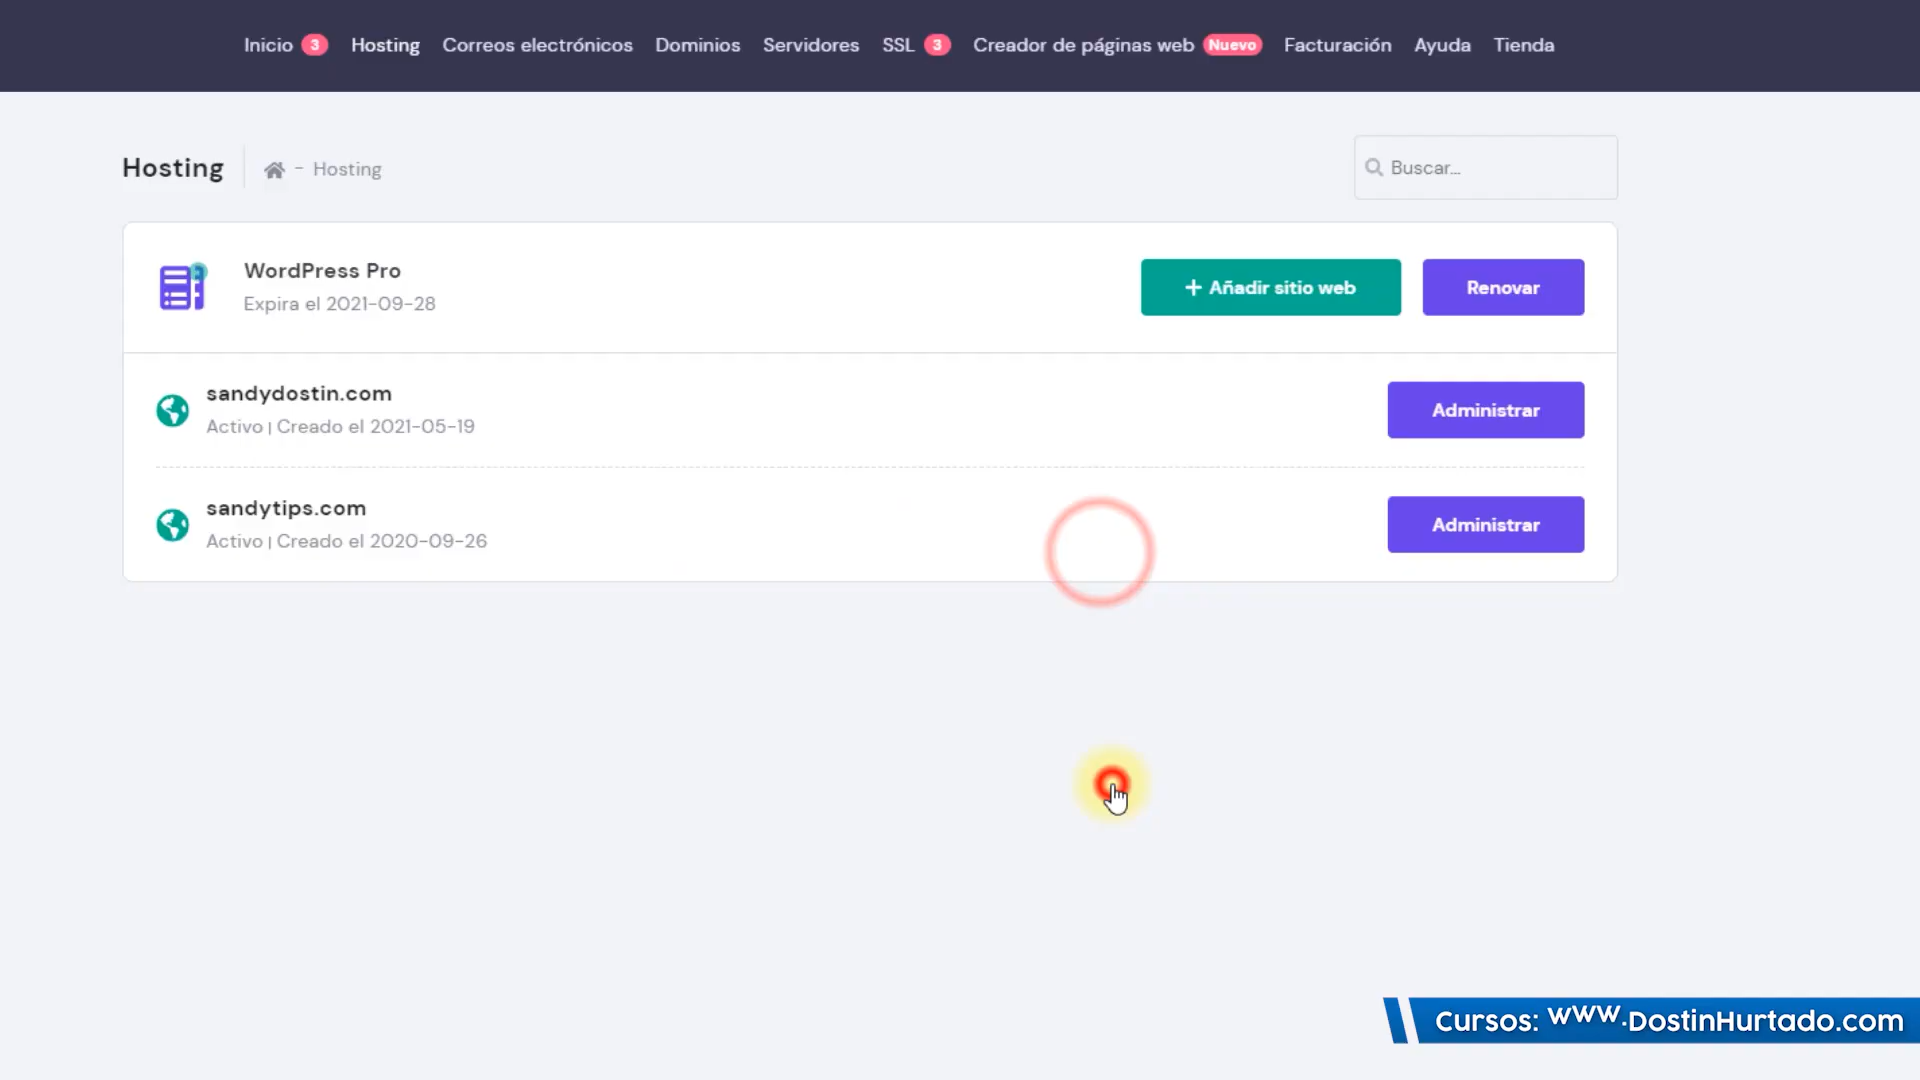 Inicio 3 Hosting Correos electrónicos Dominios Servidores SSL 3 Creador de páginas web Nuevo Facturación Ayuda Tienda
Hosting - Hosting
Buscar...
WordPress Pro
Expira el 2021-09-28
+ Añadir sitio web
Renovar
sandydostin.com
Activo | Creado el 2021-05-19
Administrar
sandytips.com
Activo | Creado el 2020-09-26
Administrar
Cursos: www.DostinHurtado.com